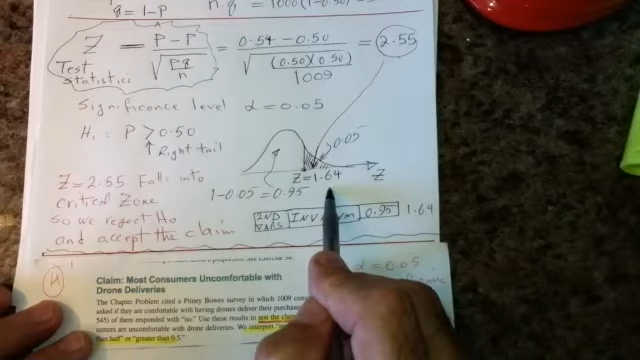 q = 1-P n.q = 1000(1-0.50)
Z = P̂ - P / √(pq/n) = 0.54 - 0.50 / √((0.50)(0.50)/1009) = 2.55
Test Statistics
Significance level α = 0.05
H₁: P > 0.50
↑ Right tail
0.05
Z=1.64 Z
1-0.05 = 0.95
Z = 2.55 Falls into
critical Zone
so we reject H₀
and accept the claim
2ND VARS INV 0.95 1.64
4
α = 0.05
Claim: Most Consumers Uncomfortable with
Drone Deliveries
The Chapter Problem cited a Pitney Bowes survey in which 1009
asked if they are comfortable with having drones deliver their
545) of them responded with "no." Use these results to test the
sumers are uncomfortable with drone deliveries. We interpret
than half" or "greater than 0.5."